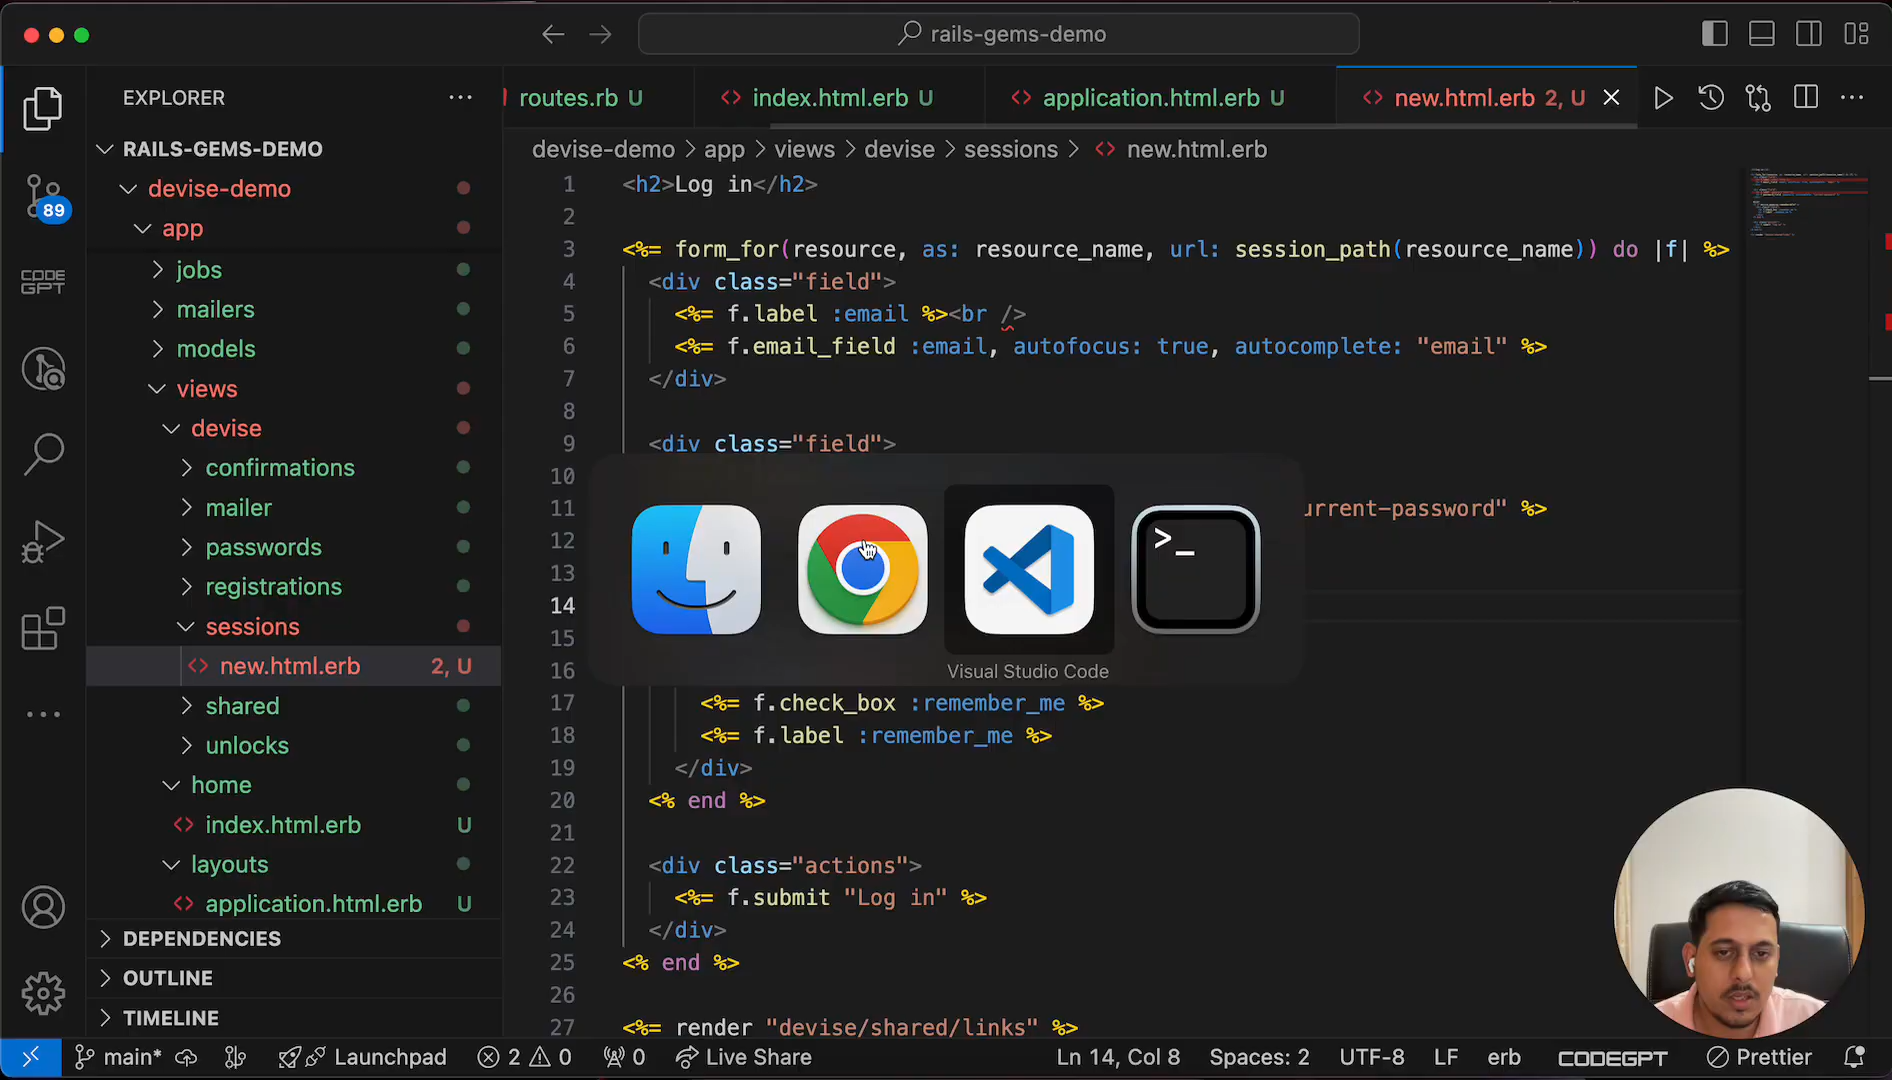 rails-gems-demo
EXPLORER
RAILS-GEMS-DEMO
devise-demo
app
jobs
mailers
models
views
devise
confirmations
mailer
passwords
registrations
sessions
new.html.erb 2, U
shared
unlocks
home
index.html.erb U
layouts
application.html.erb U
DEPENDENCIES
OUTLINE
TIMELINE
89
CODE
GPT
routes.rb U
index.html.erb U
application.html.erb U
new.html.erb 2, U
devise-demo > app > views > devise > sessions > new.html.erb
1 <h2>Log in</h2>
2
3 <%= form_for(resource, as: resource_name, url: session_path(resource_name)) do |f| %>
4 <div class="field">
5 <%= f.label :email %><br />
6 <%= f.email_field :email, autofocus: true, autocomplete: "email" %>
7 </div>
8
9 <div class="field">
10
11 urrent-password" %>
12
13
14
15
16
17 <%= f.check_box :remember_me %>
18 <%= f.label :remember_me %>
19 </div>
20 <% end %>
21
22 <div class="actions">
23 <%= f.submit "Log in" %>
24 </div>
25 <% end %>
26
27 <%= render "devise/shared/links" %>
>_
Visual Studio Code
main* Launchpad 2 0 0 Live Share Ln 14, Col 8 Spaces: 2 UTF-8 LF erb CODEGPT Prettier